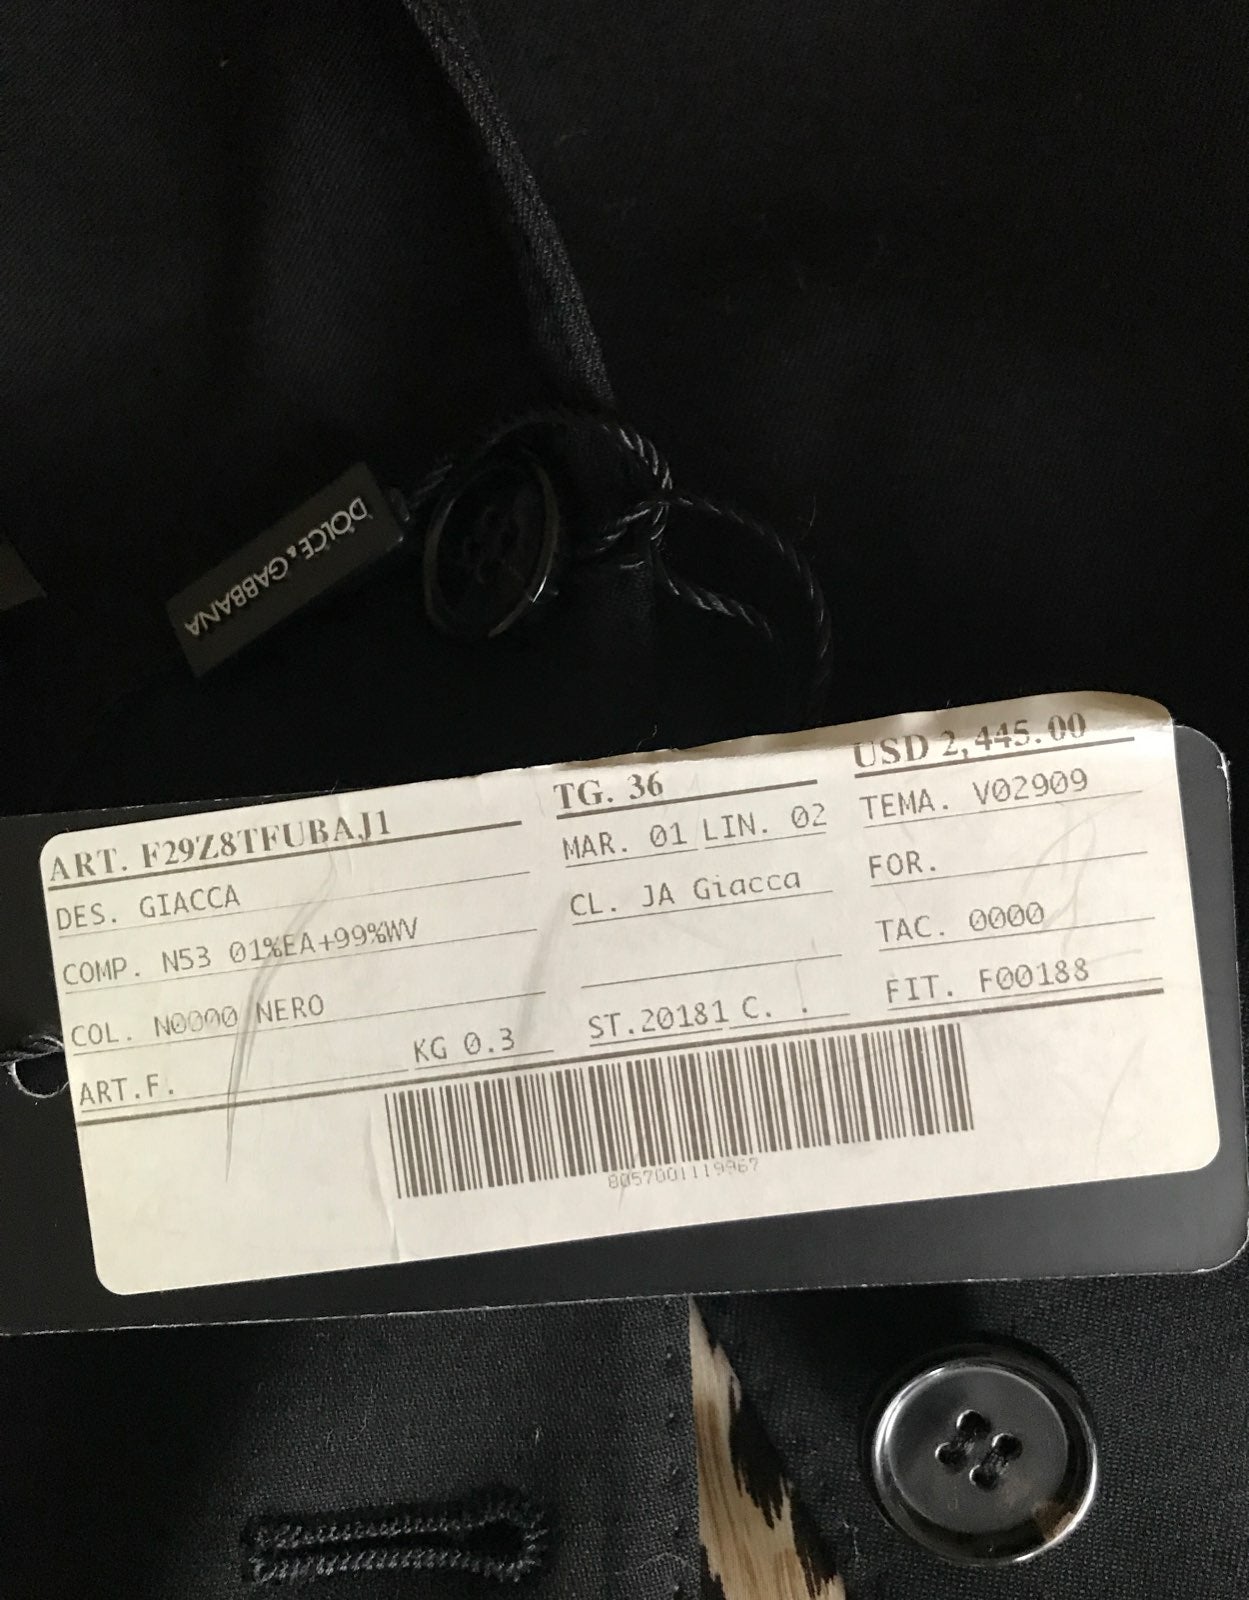 DOLCE & GABBANA
ART. F29Z8TFUBAJ1 TG. 36 USD 2,445.00
DES. GIACCA MAR. 01 LIN. 02 TEMA. V02909
COMP. N53 01%EA+99%WV CL. JA Giacca FOR.
COL. N0000 NERO TAC. 0000
ART.F. KG 0.3 ST.20181 C. . FIT. F00188
8057001119967